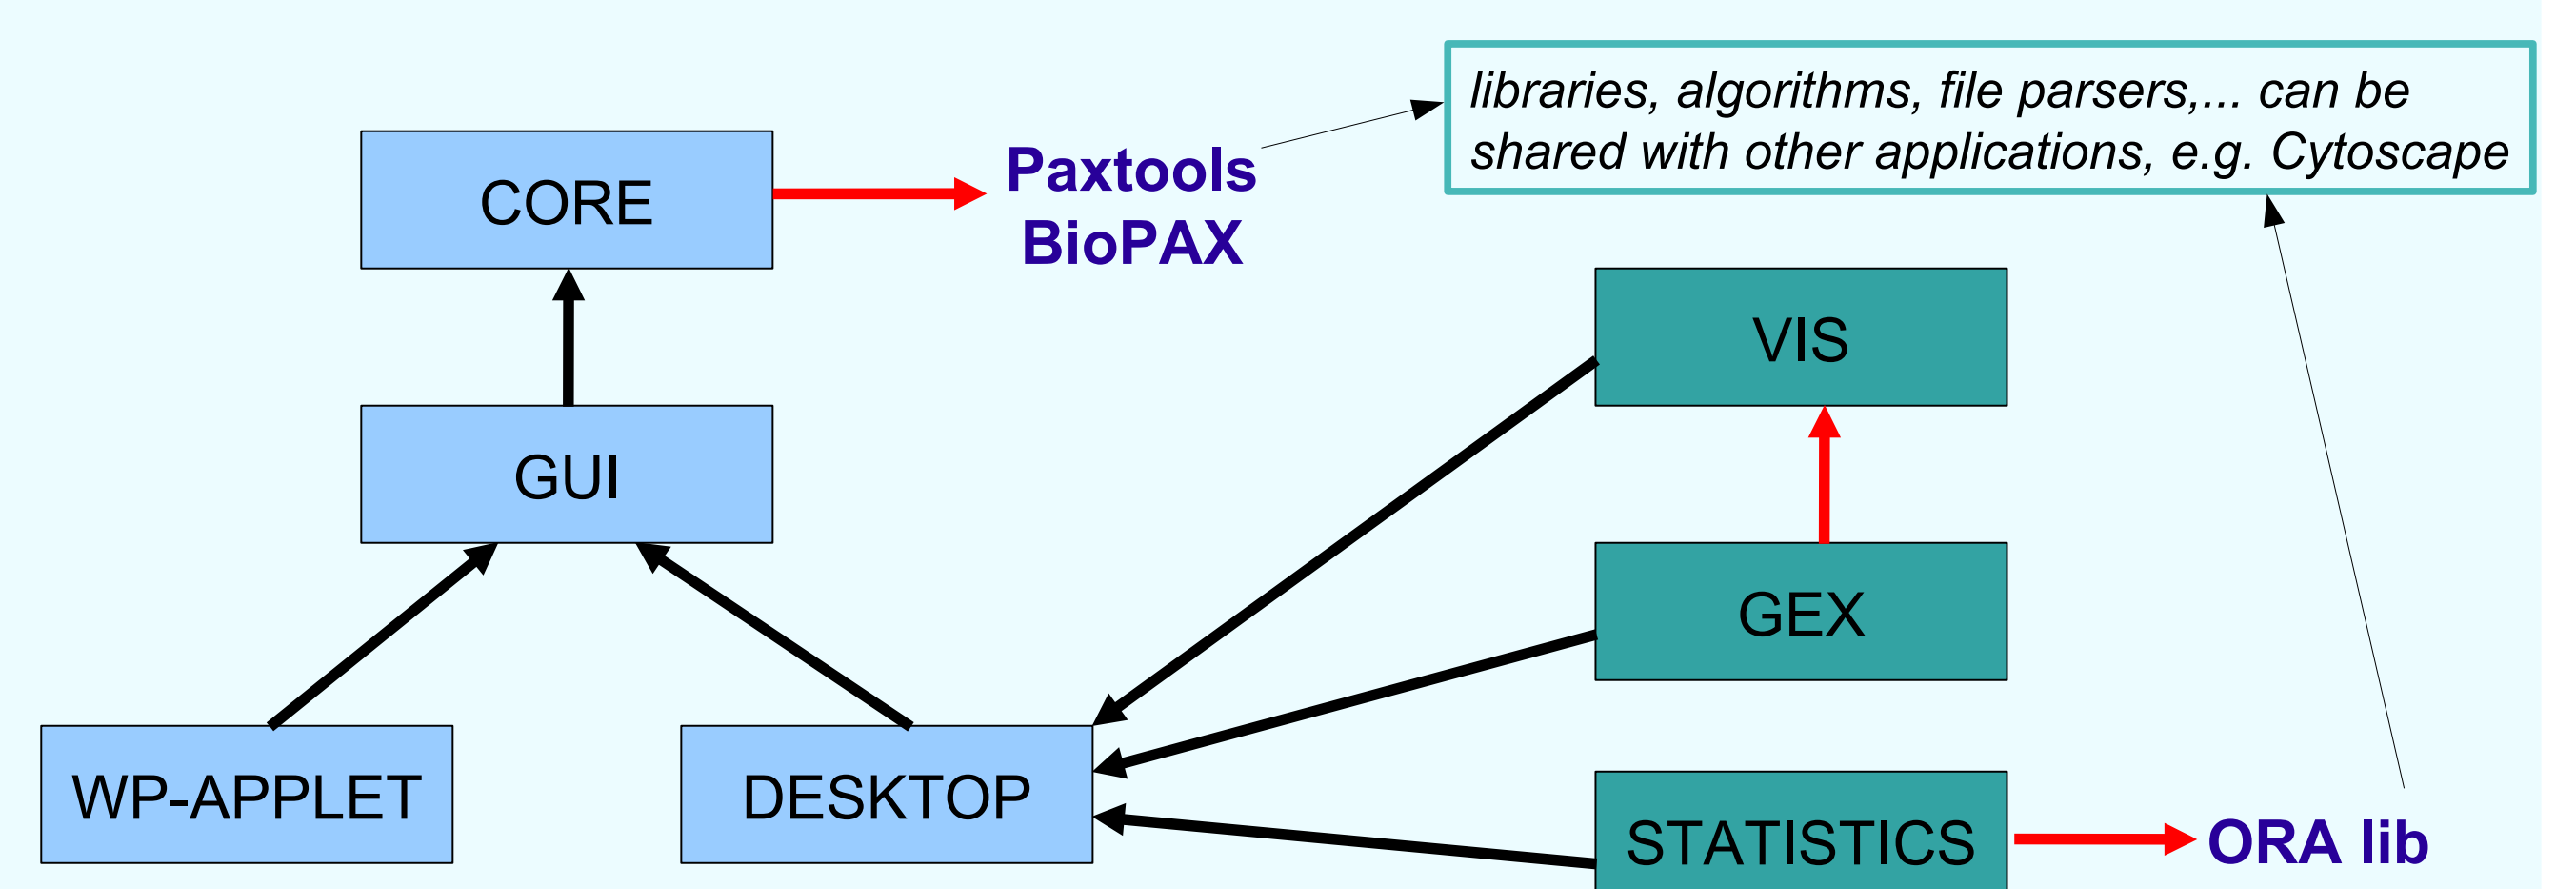 libraries, algorithms, file parsers,... can be
shared with other applications, e.g. Cytoscape
CORE
Paxtools
BioPAX
VIS
GUI
GEX
WP-APPLET
DESKTOP
STATISTICS
ORA lib